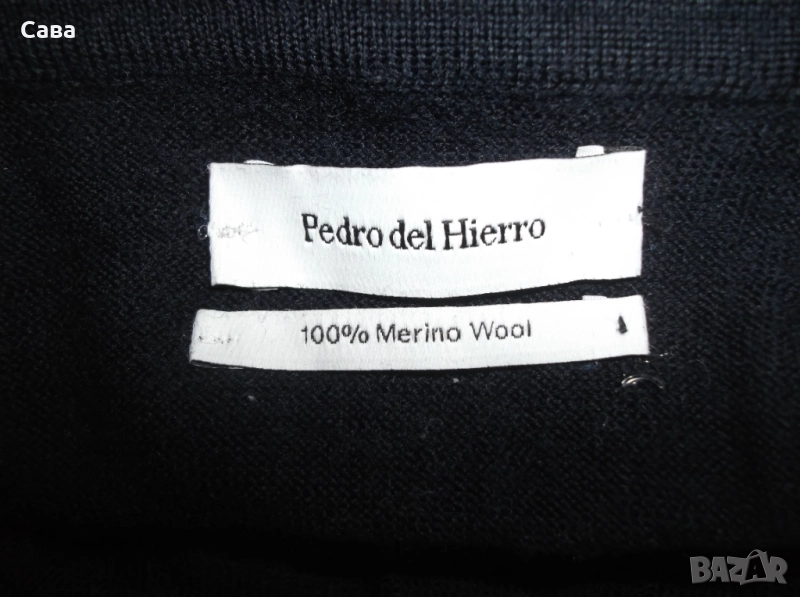 Сава
Pedro del Hierro
100% Merino Wool
BAZAR